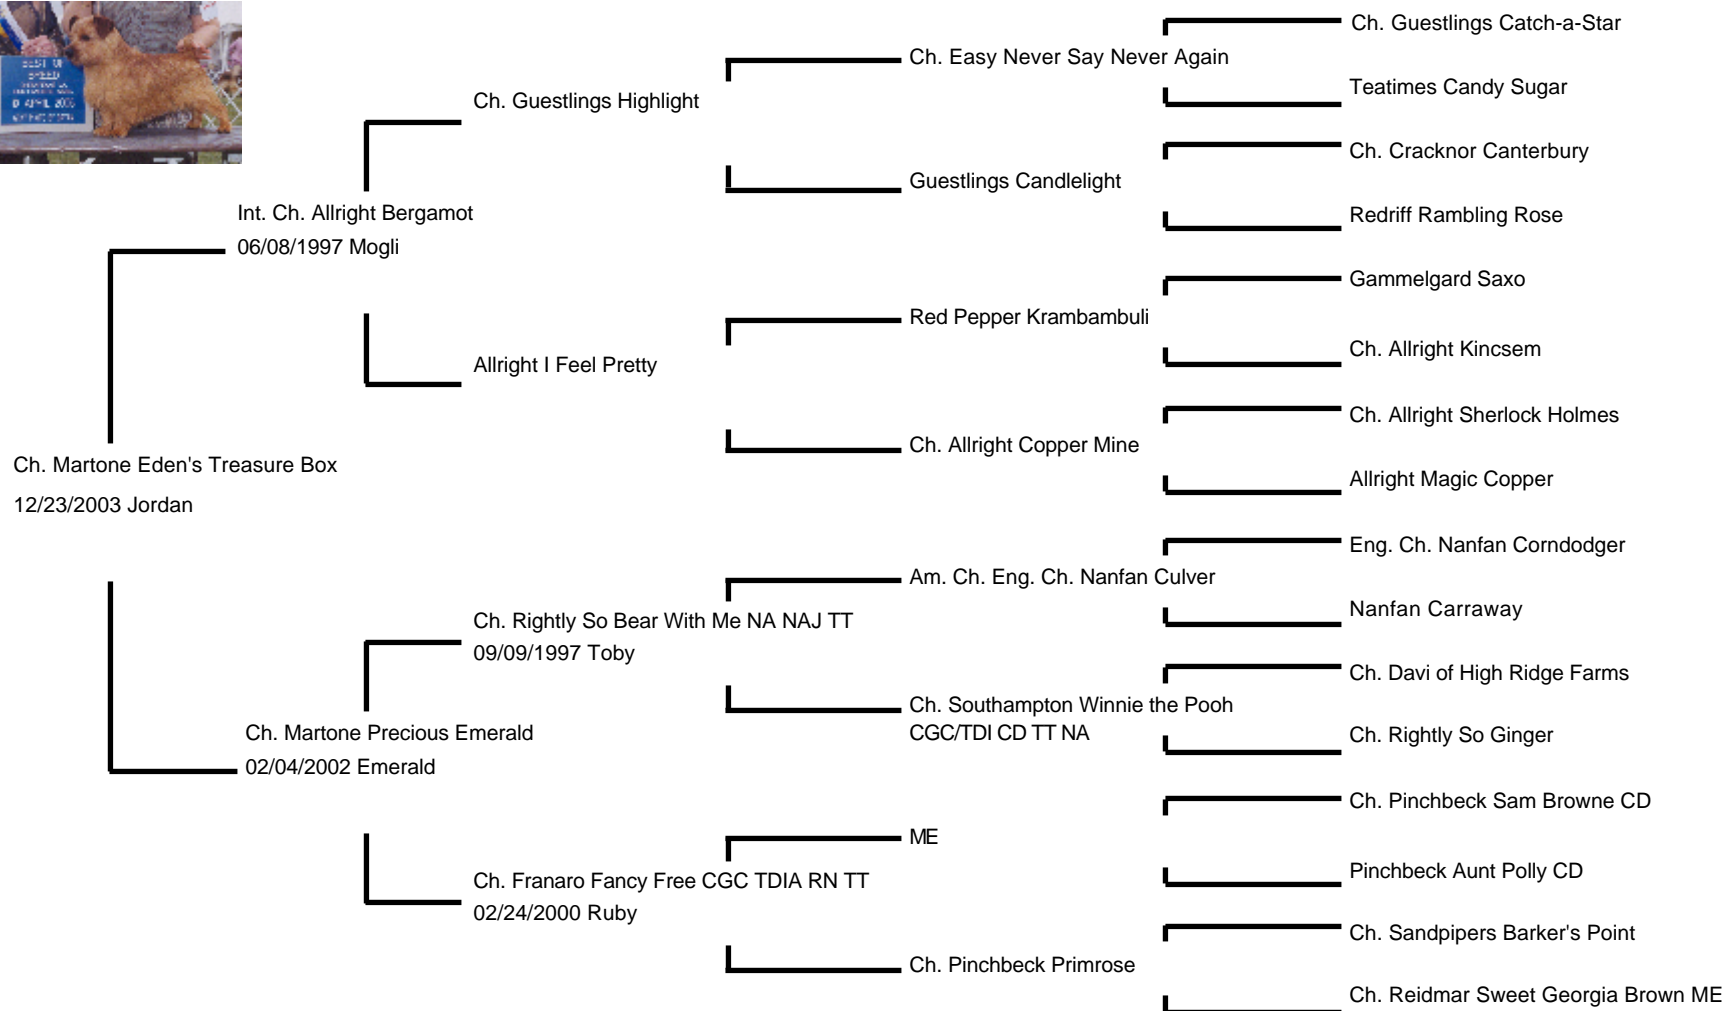 BEST OF
BREED
APRIL
Ch. Guestlings Catch-a-Star
Ch. Easy Never Say Never Again
Teatimes Candy Sugar
Ch. Guestlings Highlight
Ch. Cracknor Canterbury
Guestlings Candlelight
Redriff Rambling Rose
Int. Ch. Allright Bergamot
06/08/1997 Mogli
Gammelgard Saxo
Red Pepper Krambambuli
Ch. Allright Kincsem
Allright I Feel Pretty
Ch. Allright Sherlock Holmes
Ch. Allright Copper Mine
Allright Magic Copper
Ch. Martone Eden's Treasure Box
12/23/2003 Jordan
Eng. Ch. Nanfan Corndodger
Am. Ch. Eng. Ch. Nanfan Culver
Nanfan Carraway
Ch. Rightly So Bear With Me NA NAJ TT
09/09/1997 Toby
Ch. Davi of High Ridge Farms
Ch. Southampton Winnie the Pooh
CGC/TDI CD TT NA
Ch. Rightly So Ginger
Ch. Martone Precious Emerald
02/04/2002 Emerald
Ch. Pinchbeck Sam Browne CD
ME
Pinchbeck Aunt Polly CD
Ch. Franaro Fancy Free CGC TDIA RN TT
02/24/2000 Ruby
Ch. Sandpipers Barker's Point
Ch. Pinchbeck Primrose
Ch. Reidmar Sweet Georgia Brown ME